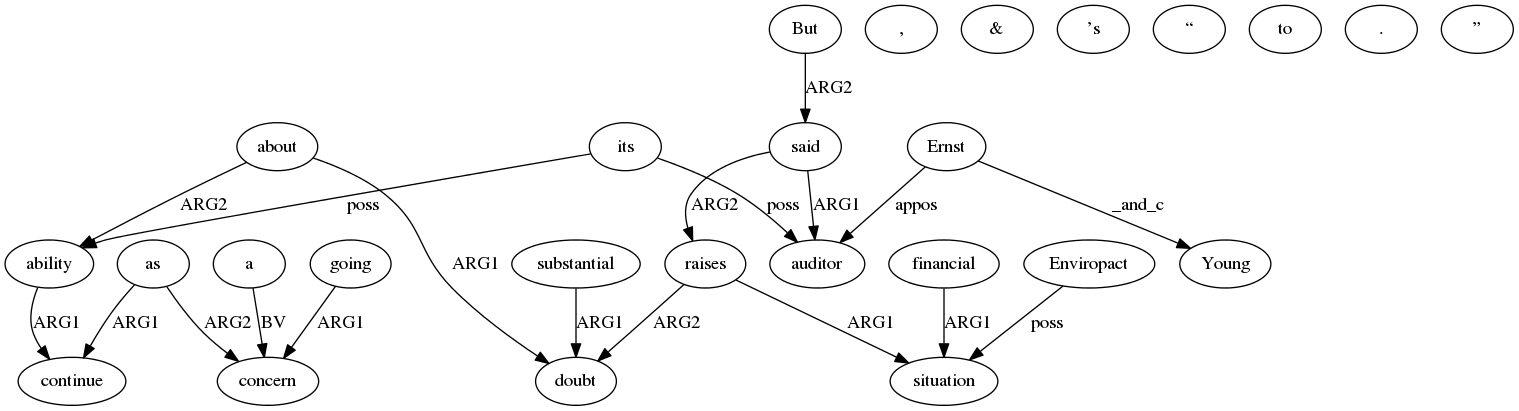 But , & ’s “ to . ”
ARG2
about its said Ernst
ARG2 poss ARG2 poss ARG1 appos _and_c
ability as a going ARG1 substantial raises auditor financial Enviropact Young
ARG1 ARG1 ARG2 BV ARG1 ARG1 ARG2 ARG1 ARG1 poss
continue concern doubt situation